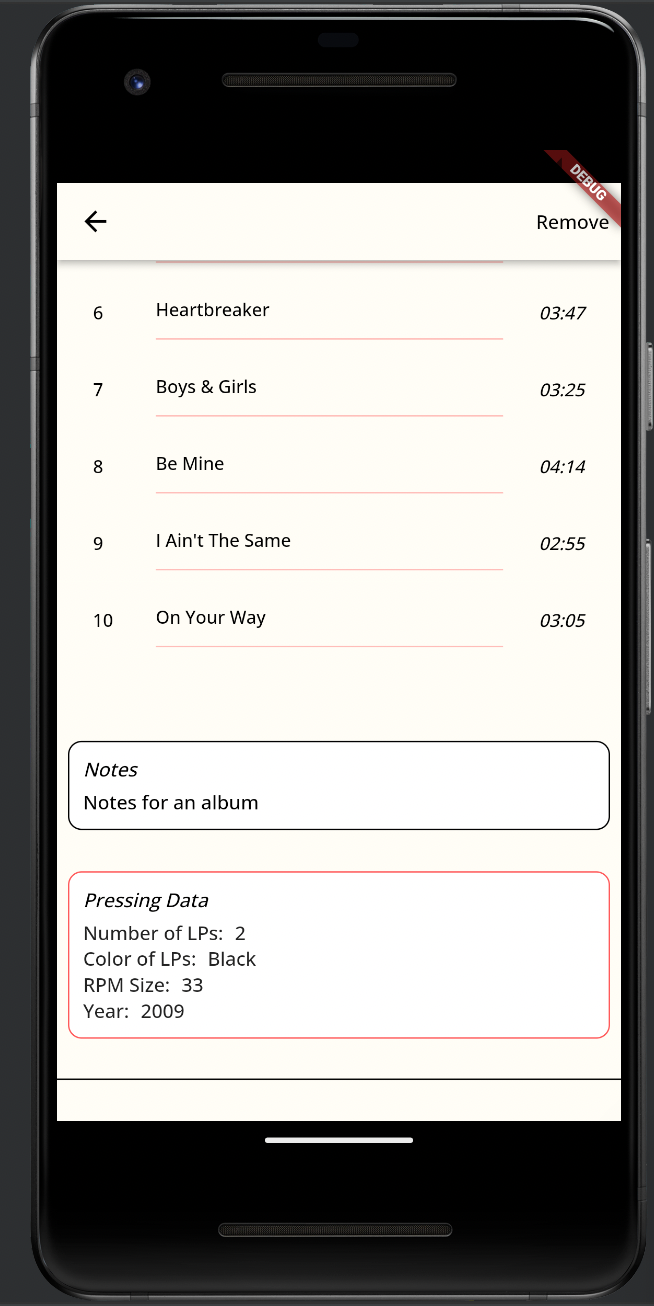 DEBUG
Remove
6 Heartbreaker 03:47
7 Boys & Girls 03:25
8 Be Mine 04:14
9 I Ain't The Same 02:55
10 On Your Way 03:05
Notes
Notes for an album
Pressing Data
Number of LPs: 2
Color of LPs: Black
RPM Size: 33
Year: 2009